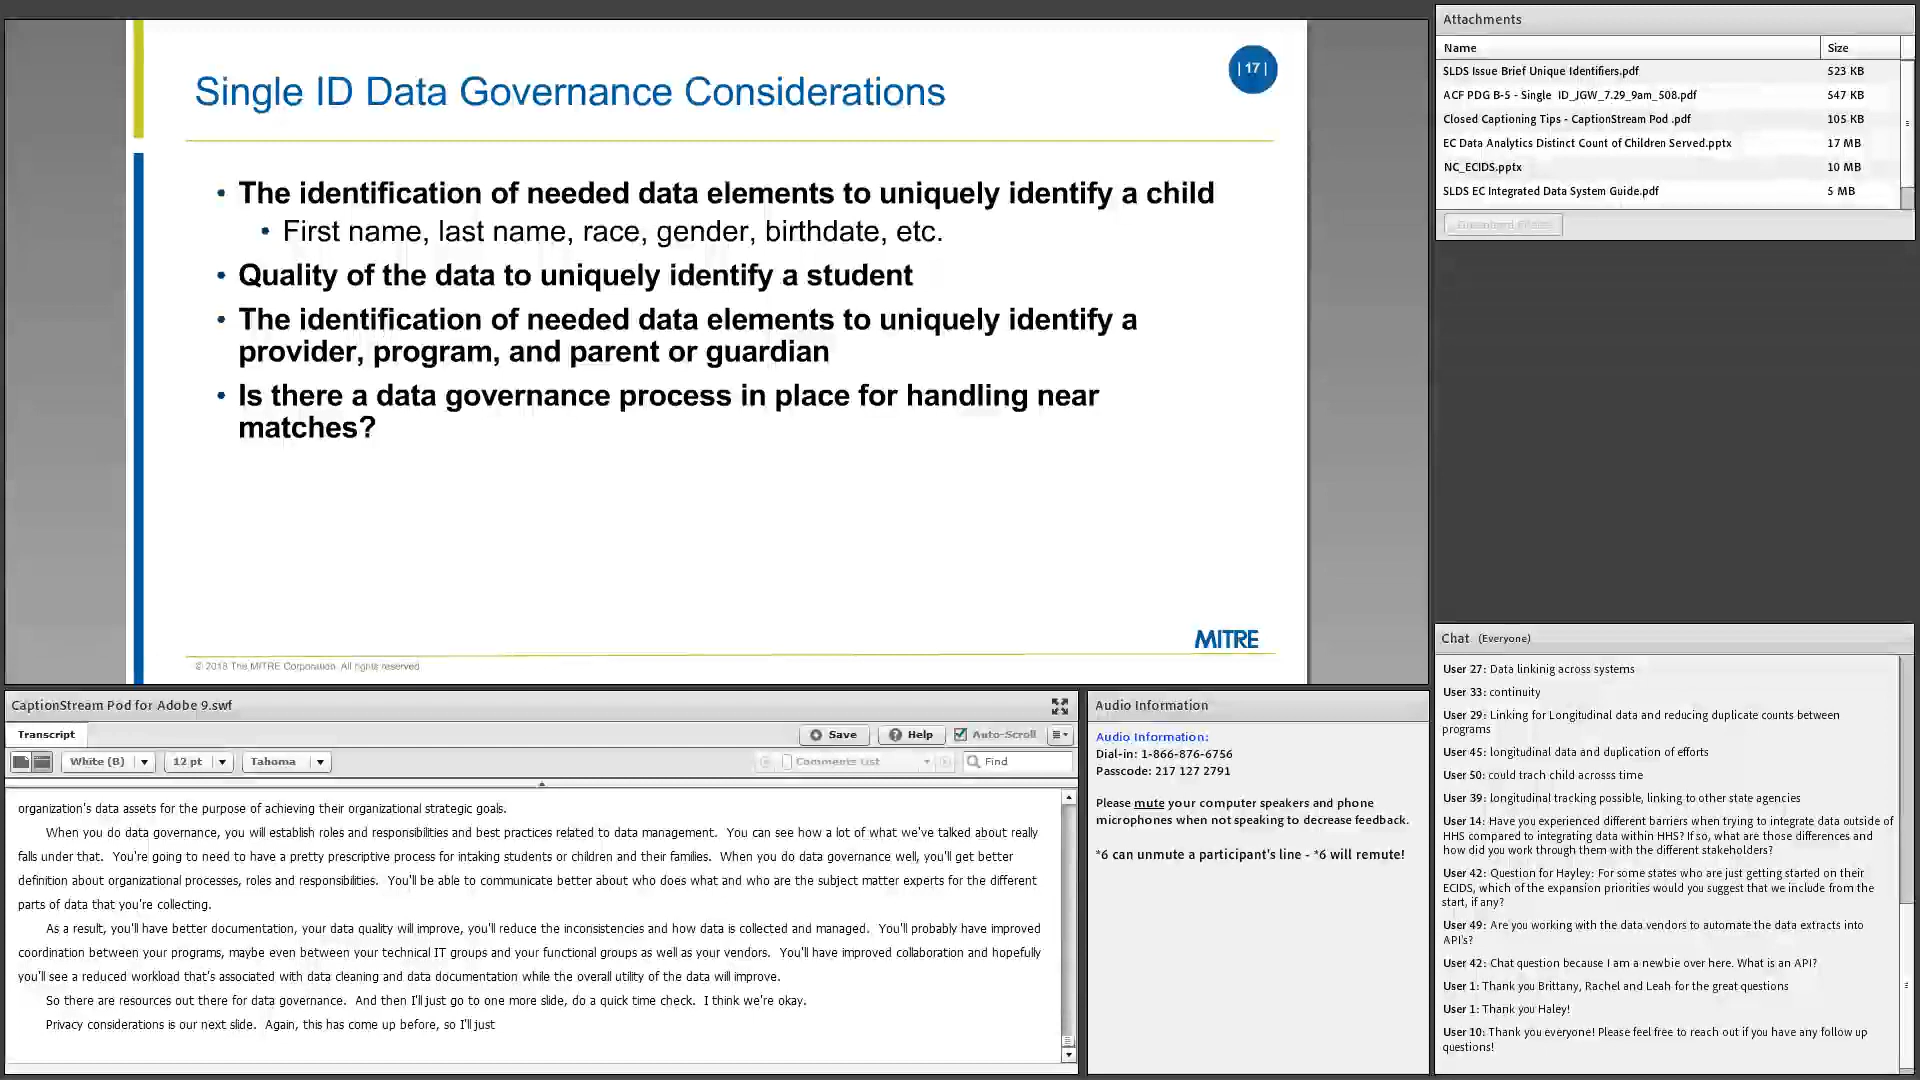 Single ID Data Governance Considerations
| 17 |
• The identification of needed data elements to uniquely identify a child
• First name, last name, race, gender, birthdate, etc.
• Quality of the data to uniquely identify a student
• The identification of needed data elements to uniquely identify a
provider, program, and parent or guardian
• Is there a data governance process in place for handling near
matches?
MITRE
© 2018 The MITRE Corporation. All rights reserved
Attachments
Name Size
SLDS Issue Brief Unique Identifiers.pdf 523 KB
ACF PDG B-5 - Single ID_JGW_7.29_9am_508.pdf 547 KB
Closed Captioning Tips - CaptionStream Pod .pdf 105 KB
EC Data Analytics Distinct Count of Children Served.pptx 17 MB
NC_ECIDS.pptx 10 MB
SLDS EC Integrated Data System Guide.pdf 5 MB
CaptionStream Pod for Adobe 9.swf
Transcript
Save Help Auto-Scroll
White (B) 12 pt Tahoma Comments List Find
organization's data assets for the purpose of achieving their organizational strategic goals.
When you do data governance, you will establish roles and responsibilities and best practices related to data management. You can see how a lot of what we've talked about really
falls under that. You're going to need to have a pretty prescriptive process for intaking students or children and their families. When you do data governance well, you'll get better
definition about organizational processes, roles and responsibilities. You'll be able to communicate better about who does what and who are the subject matter experts for the different
parts of data that you're collecting.
As a result, you'll have better documentation, your data quality will improve, you'll reduce the inconsistencies and how data is collected and managed. You'll probably have improved
coordination between your programs, maybe even between your technical IT groups and your functional groups as well as your vendors. You'll have improved collaboration and hopefully
you'll see a reduced workload that's associated with data cleaning and data documentation while the overall utility of the data will improve.
So there are resources out there for data governance. And then I'll just go to one more slide, do a quick time check. I think we're okay.
Privacy considerations is our next slide. Again, this has come up before, so I'll just
Audio Information
Audio Information:
Dial-in: 1-866-876-6756
Passcode: 217 127 2791
Please mute your computer speakers and phone
microphones when not speaking to decrease feedback.
*6 can unmute a participant's line - *6 will remute!
Chat (Everyone)
User 27: Data linkinig across systems
User 33: continuity
User 29: Linking for Longitudinal data and reducing duplicate counts between
programs
User 45: longitudinal data and duplication of efforts
User 50: could trach child acrosss time
User 39: longitudinal tracking possible, linking to other state agencies
User 14: Have you experienced different barriers when trying to integrate data outside of
HHS compared to integrating data within HHS? If so, what are those differences and
how did you work through them with the different stakeholders?
User 42: Question for Hayley: For some states who are just getting started on their
ECIDS, which of the expansion priorities would you suggest that we include from the
start, if any?
User 49: Are you working with the data vendors to automate the data extracts into
API's?
User 42: Chat question because I am a newbie over here. What is an API?
User 1: Thank you Brittany, Rachel and Leah for the great questions
User 1: Thank you Haley!
User 10: Thank you everyone! Please feel free to reach out if you have any follow up
questions!